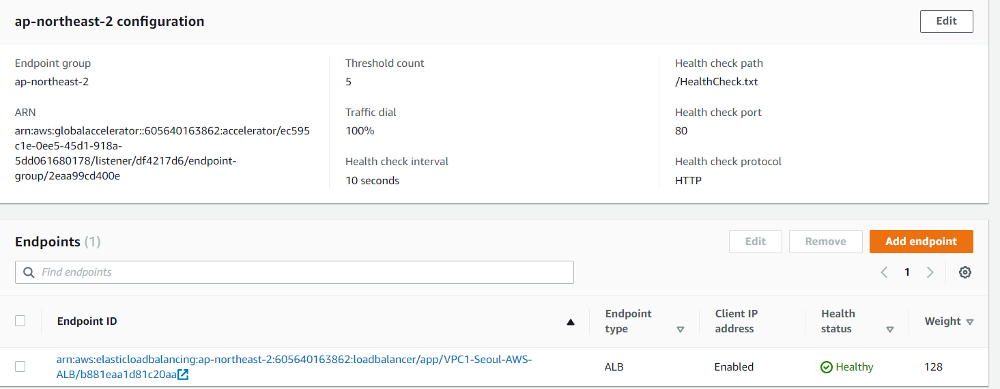 ap-northeast-2 configuration
Edit
Endpoint group
ap-northeast-2
ARN
arn:aws:globalaccelerator::605640163862:accelerator/ec595
c1e-0ee5-45d1-918a-
5dd061680178/listener/df4217d6/endpoint-
group/2eaa99cd400e
Threshold count
5
Traffic dial
100%
Health check interval
10 seconds
Health check path
/HealthCheck.txt
Health check port
80
Health check protocol
HTTP
Endpoints (1)
Edit
Remove
Add endpoint
Find endpoints
1
Endpoint ID
Endpoint
type
Client IP
address
Health
status
Weight
arn:aws:elasticloadbalancing:ap-northeast-2:605640163862:loadbalancer/app/VPC1-Seoul-AWS-
ALB/b881eaa1d81c20aa
ALB
Enabled
Healthy
128